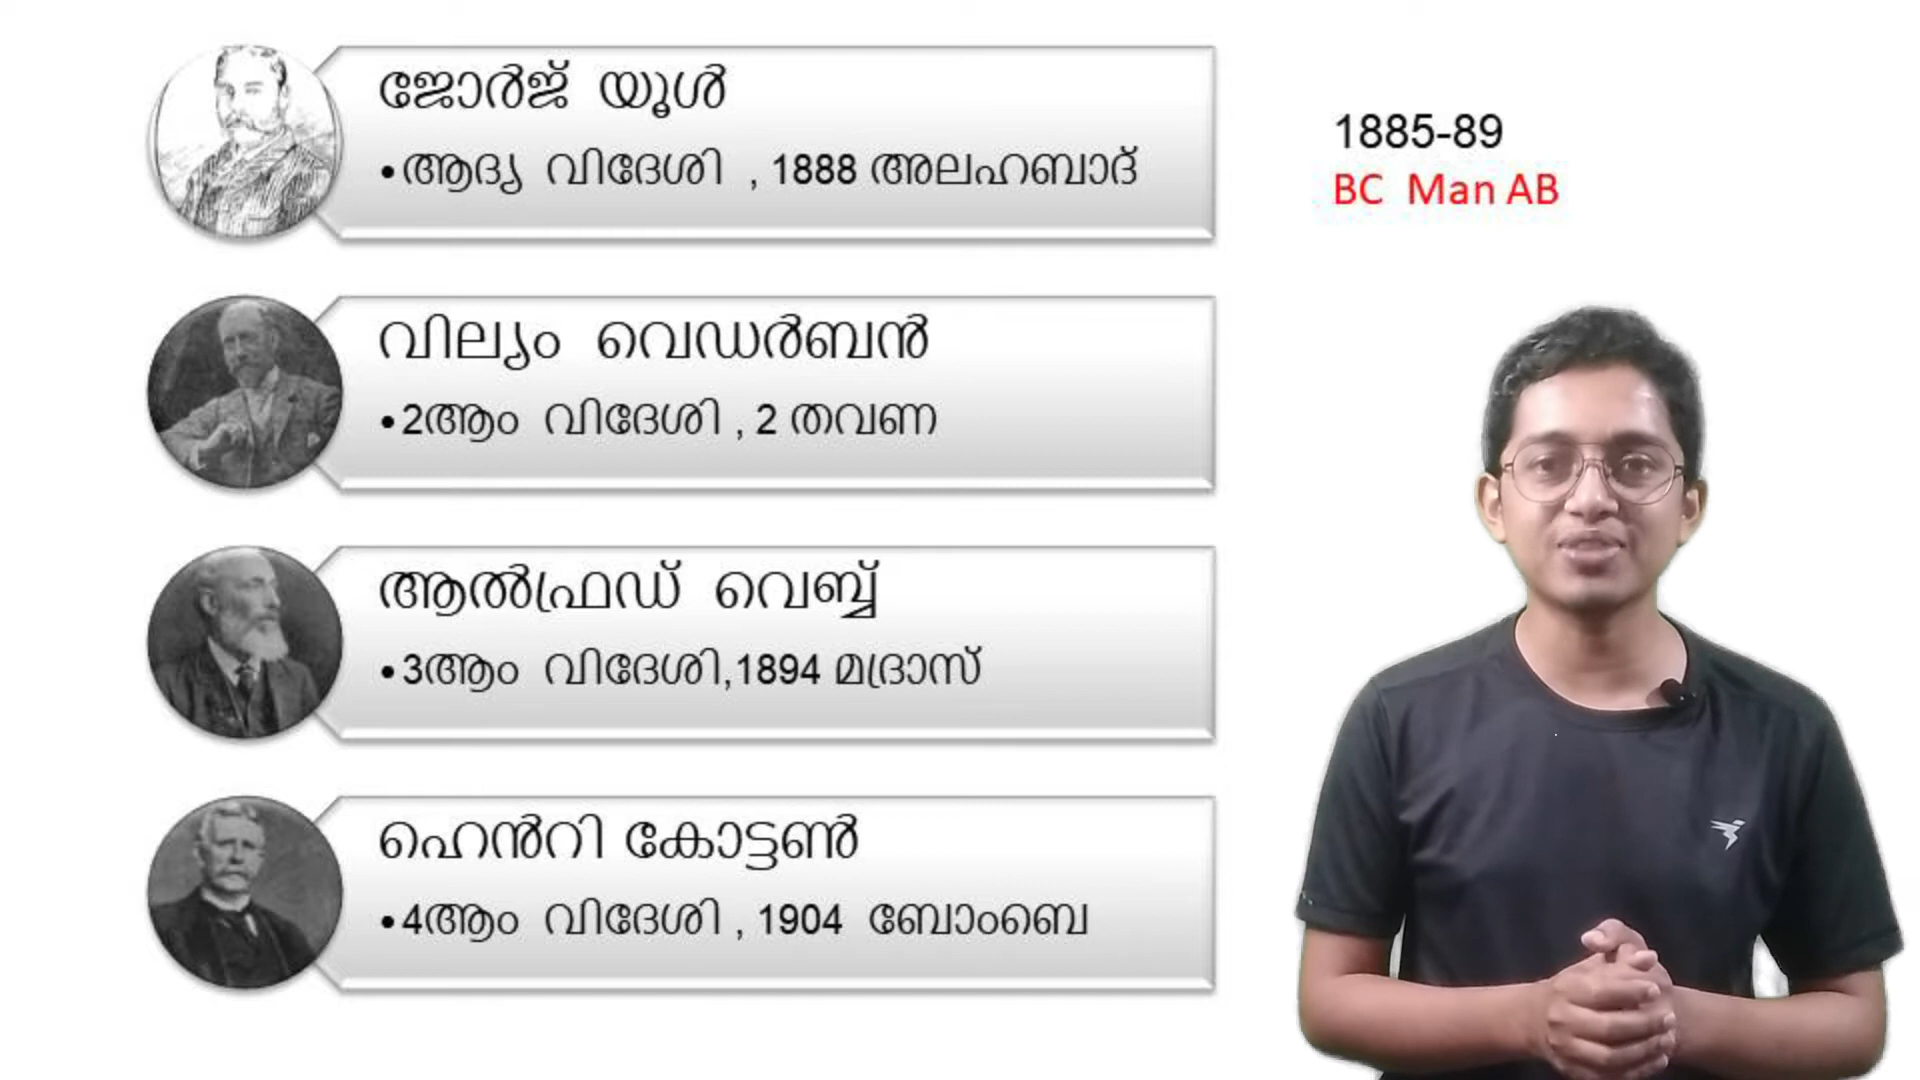 ജോർജ് യൂൾ
•ആദ്യ വിദേശി , 1888 അലഹബാദ്
1885-89
BC Man AB
വില്യം വെഡർബൻ
•2ആം വിദേശി , 2 തവണ
ആൽഫ്രഡ് വെബ്ബ്
•3ആം വിദേശി,1894 മദ്രാസ്
ഹെൻറി കോട്ടൺ
•4ആം വിദേശി , 1904 ബോംബെ